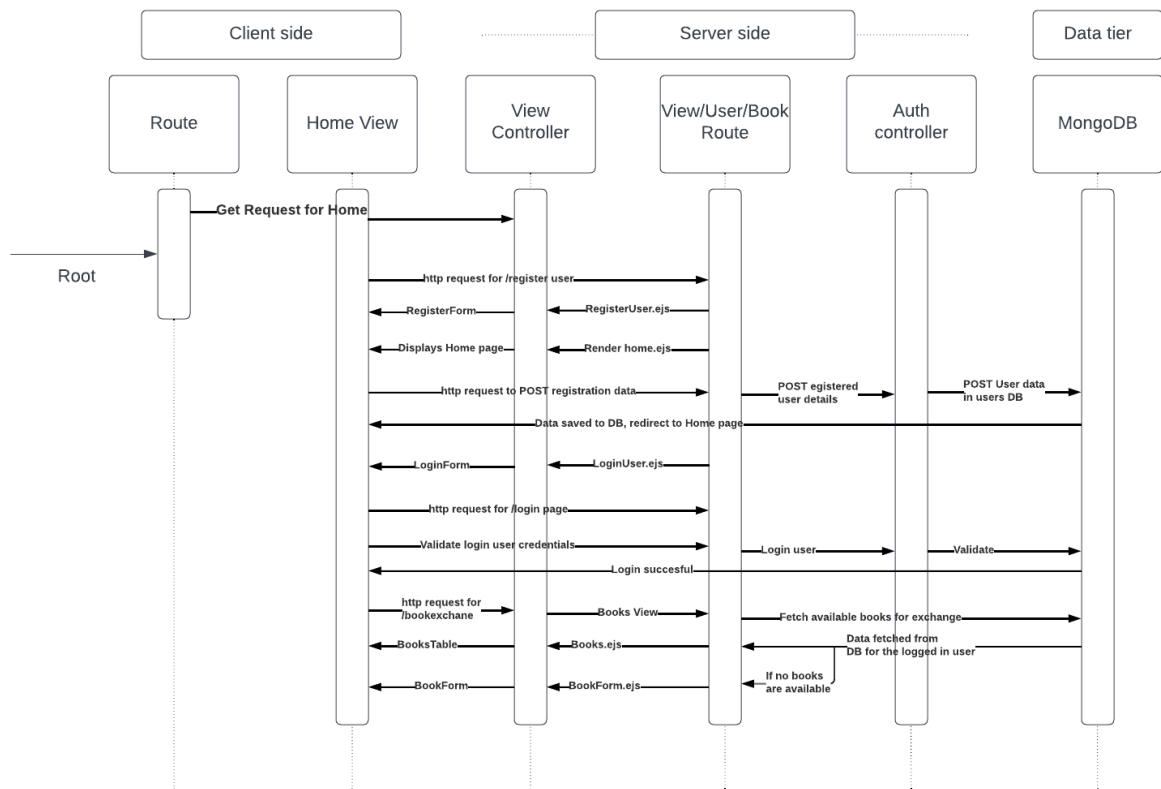 Client side
Server side
Data tier
Route
Home View
View
Controller
View/User/Book
Route
Auth
controller
MongoDB
Get Request for Home
Root
http request for /register user
RegisterForm
RegisterUser.ejs
Displays Home page
Render home.ejs
http request to POST registration data
POST egistered
user details
POST User data
in users DB
Data saved to DB, redirect to Home page
LoginForm
LoginUser.ejs
http request for /login page
Validate login user credentials
Login user
Validate
Login succesful
http request for
/bookexchane
Books View
Fetch available books for exchange
BooksTable
Books.ejs
Data fetched from
DB for the logged in user
If no books
are available
BookForm
BookForm.ejs